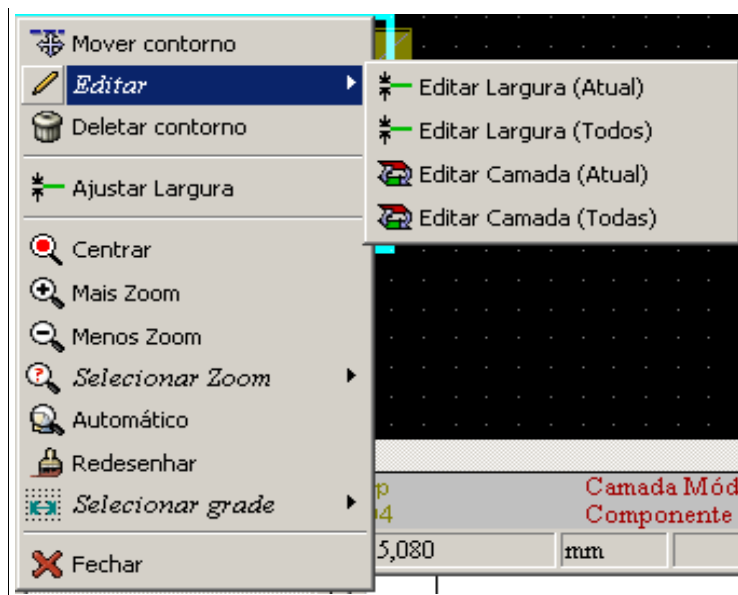 Mover contorno
Editar
Deletar contorno
Ajustar Largura
Centrar
Mais Zoom
Menos Zoom
Selecionar Zoom
Automático
Redesenhar
Selecionar grade
Fechar
Editar Largura (Atual)
Editar Largura (Todos)
Editar Camada (Atual)
Editar Camada (Todas)
Camada Mód
Componente
5,080
mm